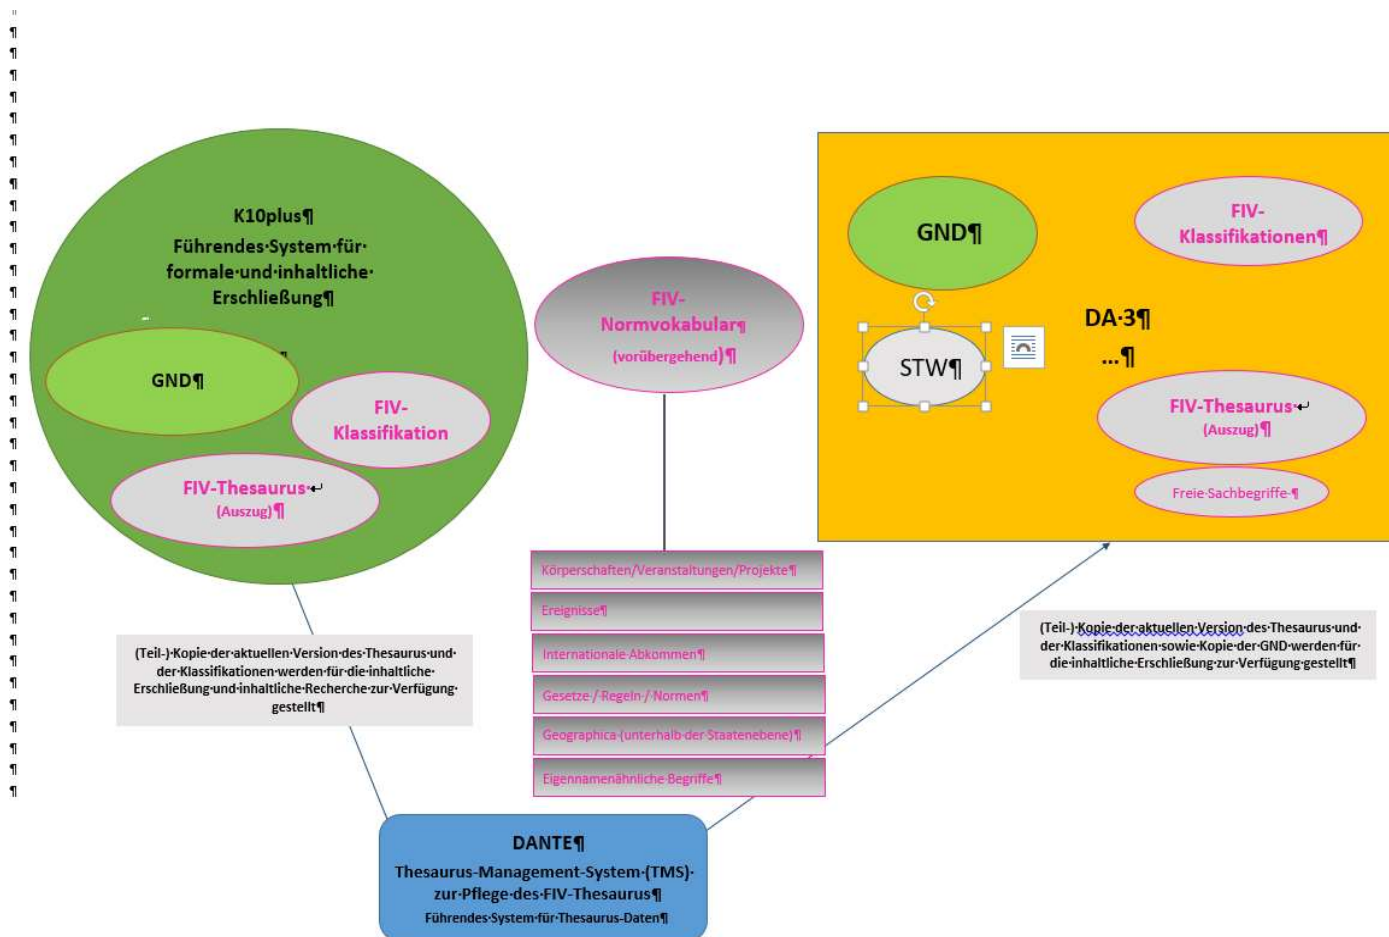 K10plus¶
Führendes·System·für·
formale·und·inhaltliche·
Erschließung¶
¶
GND¶
FIV-
Klassifikation
FIV-Thesaurus·↵
(Auszug)¶
FIV-
Normvokabular¶
(vorübergehend)¶
GND¶
FIV-
Klassifikationen¶
STW¶
DA·3¶
...¶
FIV-Thesaurus·↵
(Auszug)¶
Freie·Sachbegriffe·¶
Körperschaften/Veranstaltungen/Projekte¶
Ereignisse¶
Internationale·Abkommen¶
Gesetze·/·Regeln·/·Normen¶
Geographica·(unterhalb·der·Staatenebene)¶
Eigennamenähnliche·Begriffe¶
(Teil-)·Kopie·der·aktuellen·Version·des·Thesaurus·und·
der·Klassifikationen·werden·für·die·inhaltliche·
Erschließung·und·inhaltliche·Recherche·zur·Verfügung·
gestellt¶
(Teil-)·Kopie·der·aktuellen·Version·des·Thesaurus·und·
der·Klassifikationen·sowie·Kopie·der·GND·werden·für·
die·inhaltliche·Erschließung·zur·Verfügung·gestellt¶
DANTE¶
Thesaurus-Management-System·(TMS)·
zur·Pflege·des·FIV-Thesaurus¶
Führendes·System·für·Thesaurus-Daten¶